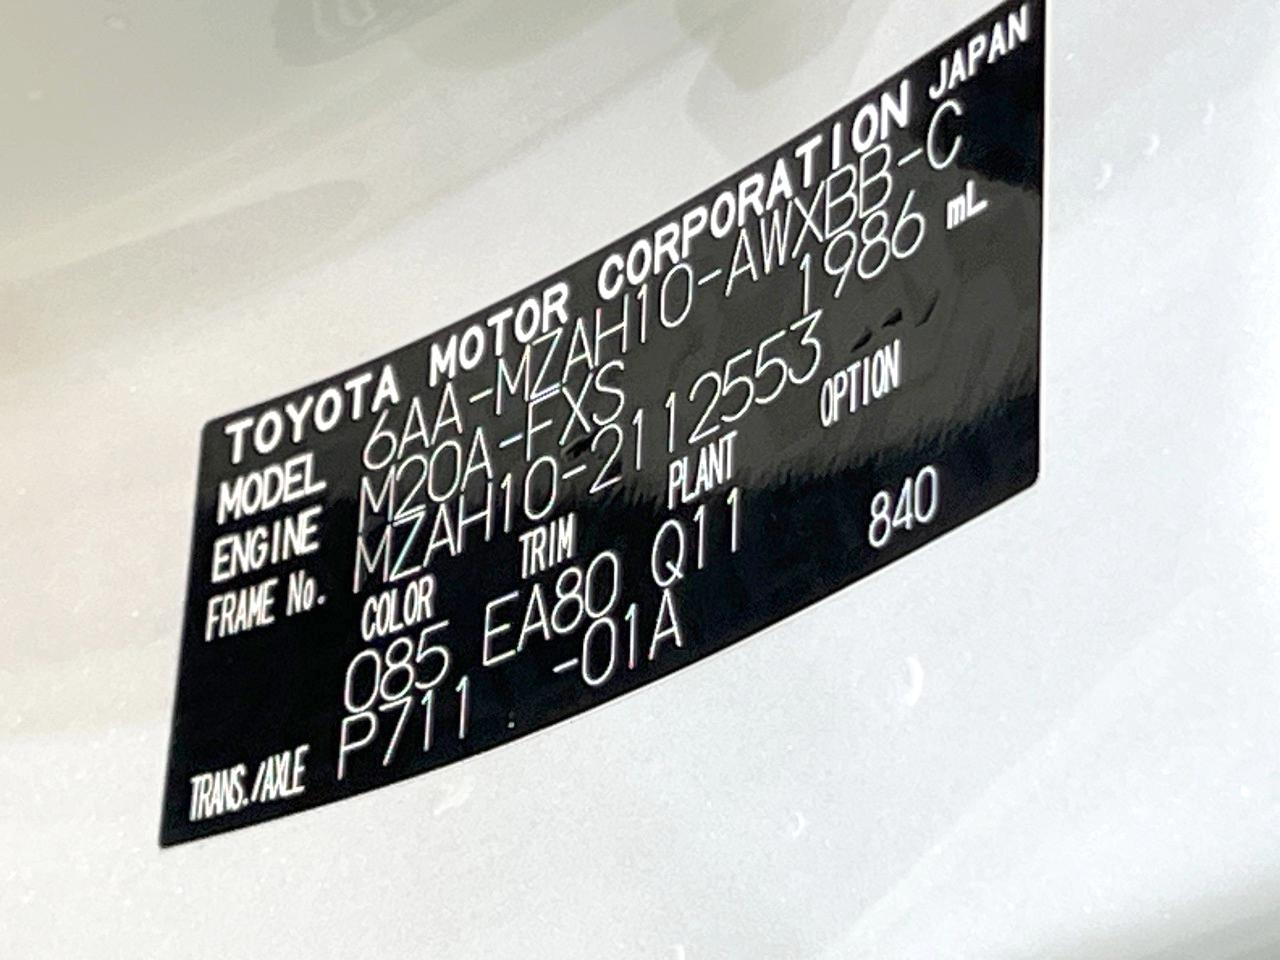 TOYOTA MOTOR CORPORATION JAPAN
MODEL 6AA-MZAH10-AWXBB-C
ENGINE M20A-FXS 1986 mL
FRAME No. MZAH10-2112553
COLOR TRIM PLANT OPTION
085 EA80 Q11 840
TRANS./AXLE P711 -01A